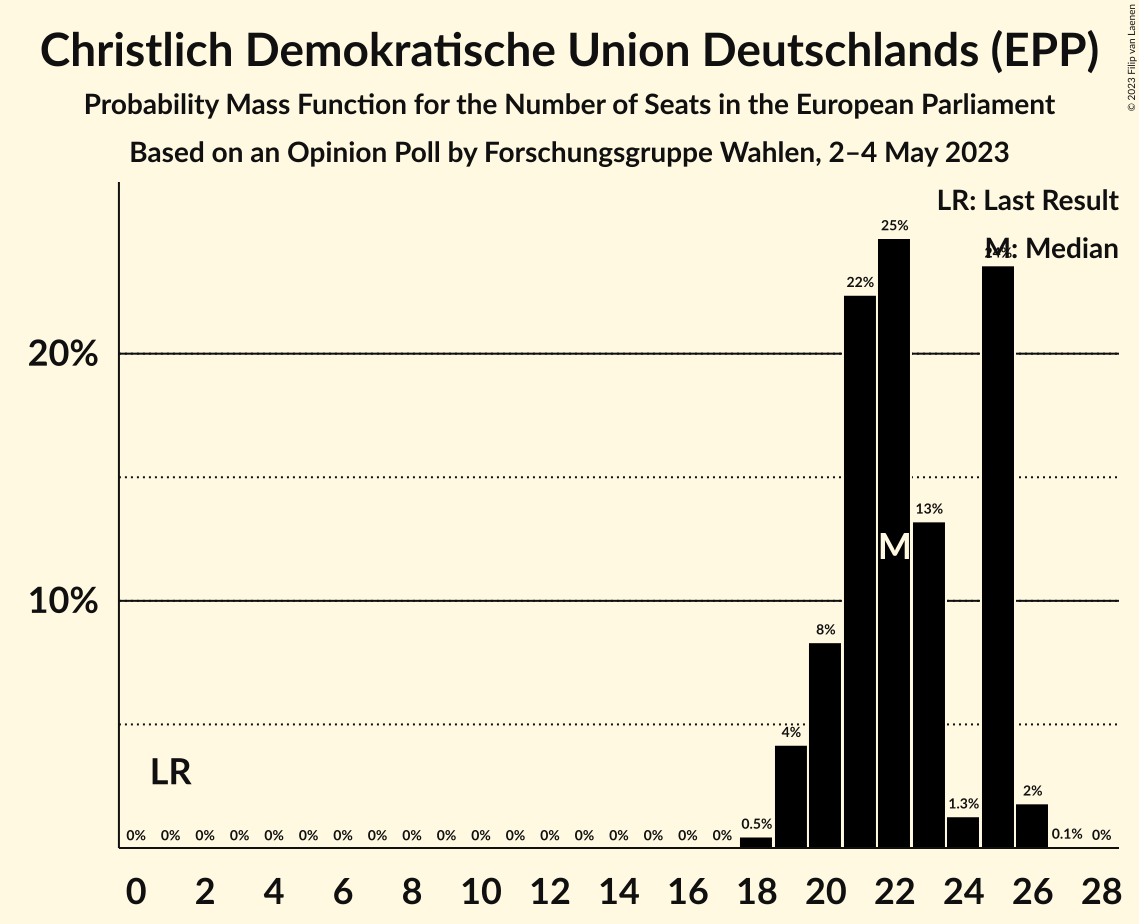 Christlich Demokratische Union Deutschlands (EPP)
Probability Mass Function for the Number of Seats in the European Parliament
Based on an Opinion Poll by Forschungsgruppe Wahlen, 2–4 May 2023
© 2023 Filip van Laenen
LR: Last Result
M: Median
25%
24%
22%
20%
M
13%
10%
8%
4%
LR
0% 0% 0% 0% 0% 0% 0% 0% 0% 0% 0% 0% 0% 0% 0% 0% 0% 0% 0.5% 1.3% 2% 0.1% 0%
0 2 4 6 8 10 12 14 16 18 20 22 24 26 28